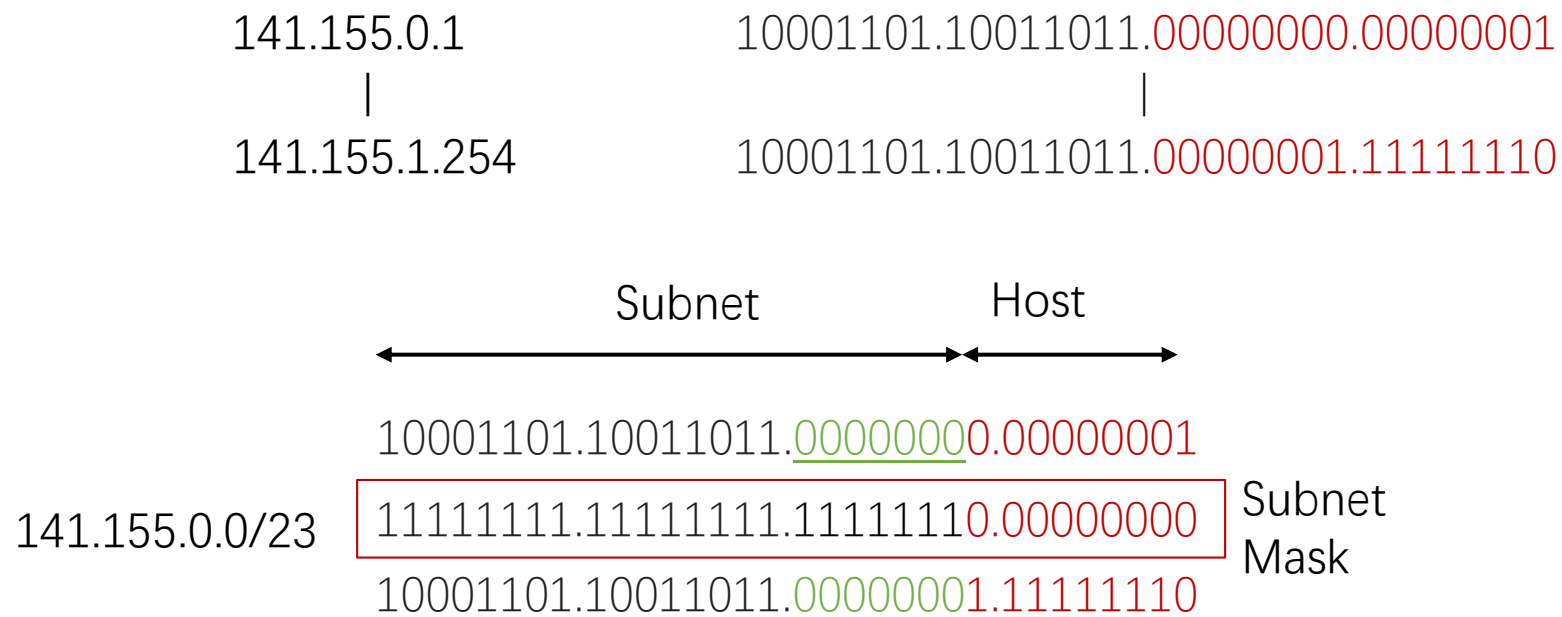 141.155.0.1 10001101.10011011.00000000.00000001
| |
141.155.1.254 10001101.10011011.00000001.11111110
Subnet Host
10001101.10011011.00000000.00000001
141.155.0.0/23 11111111.11111111.11111110.00000000 Subnet
Mask
10001101.10011011.00000001.11111110